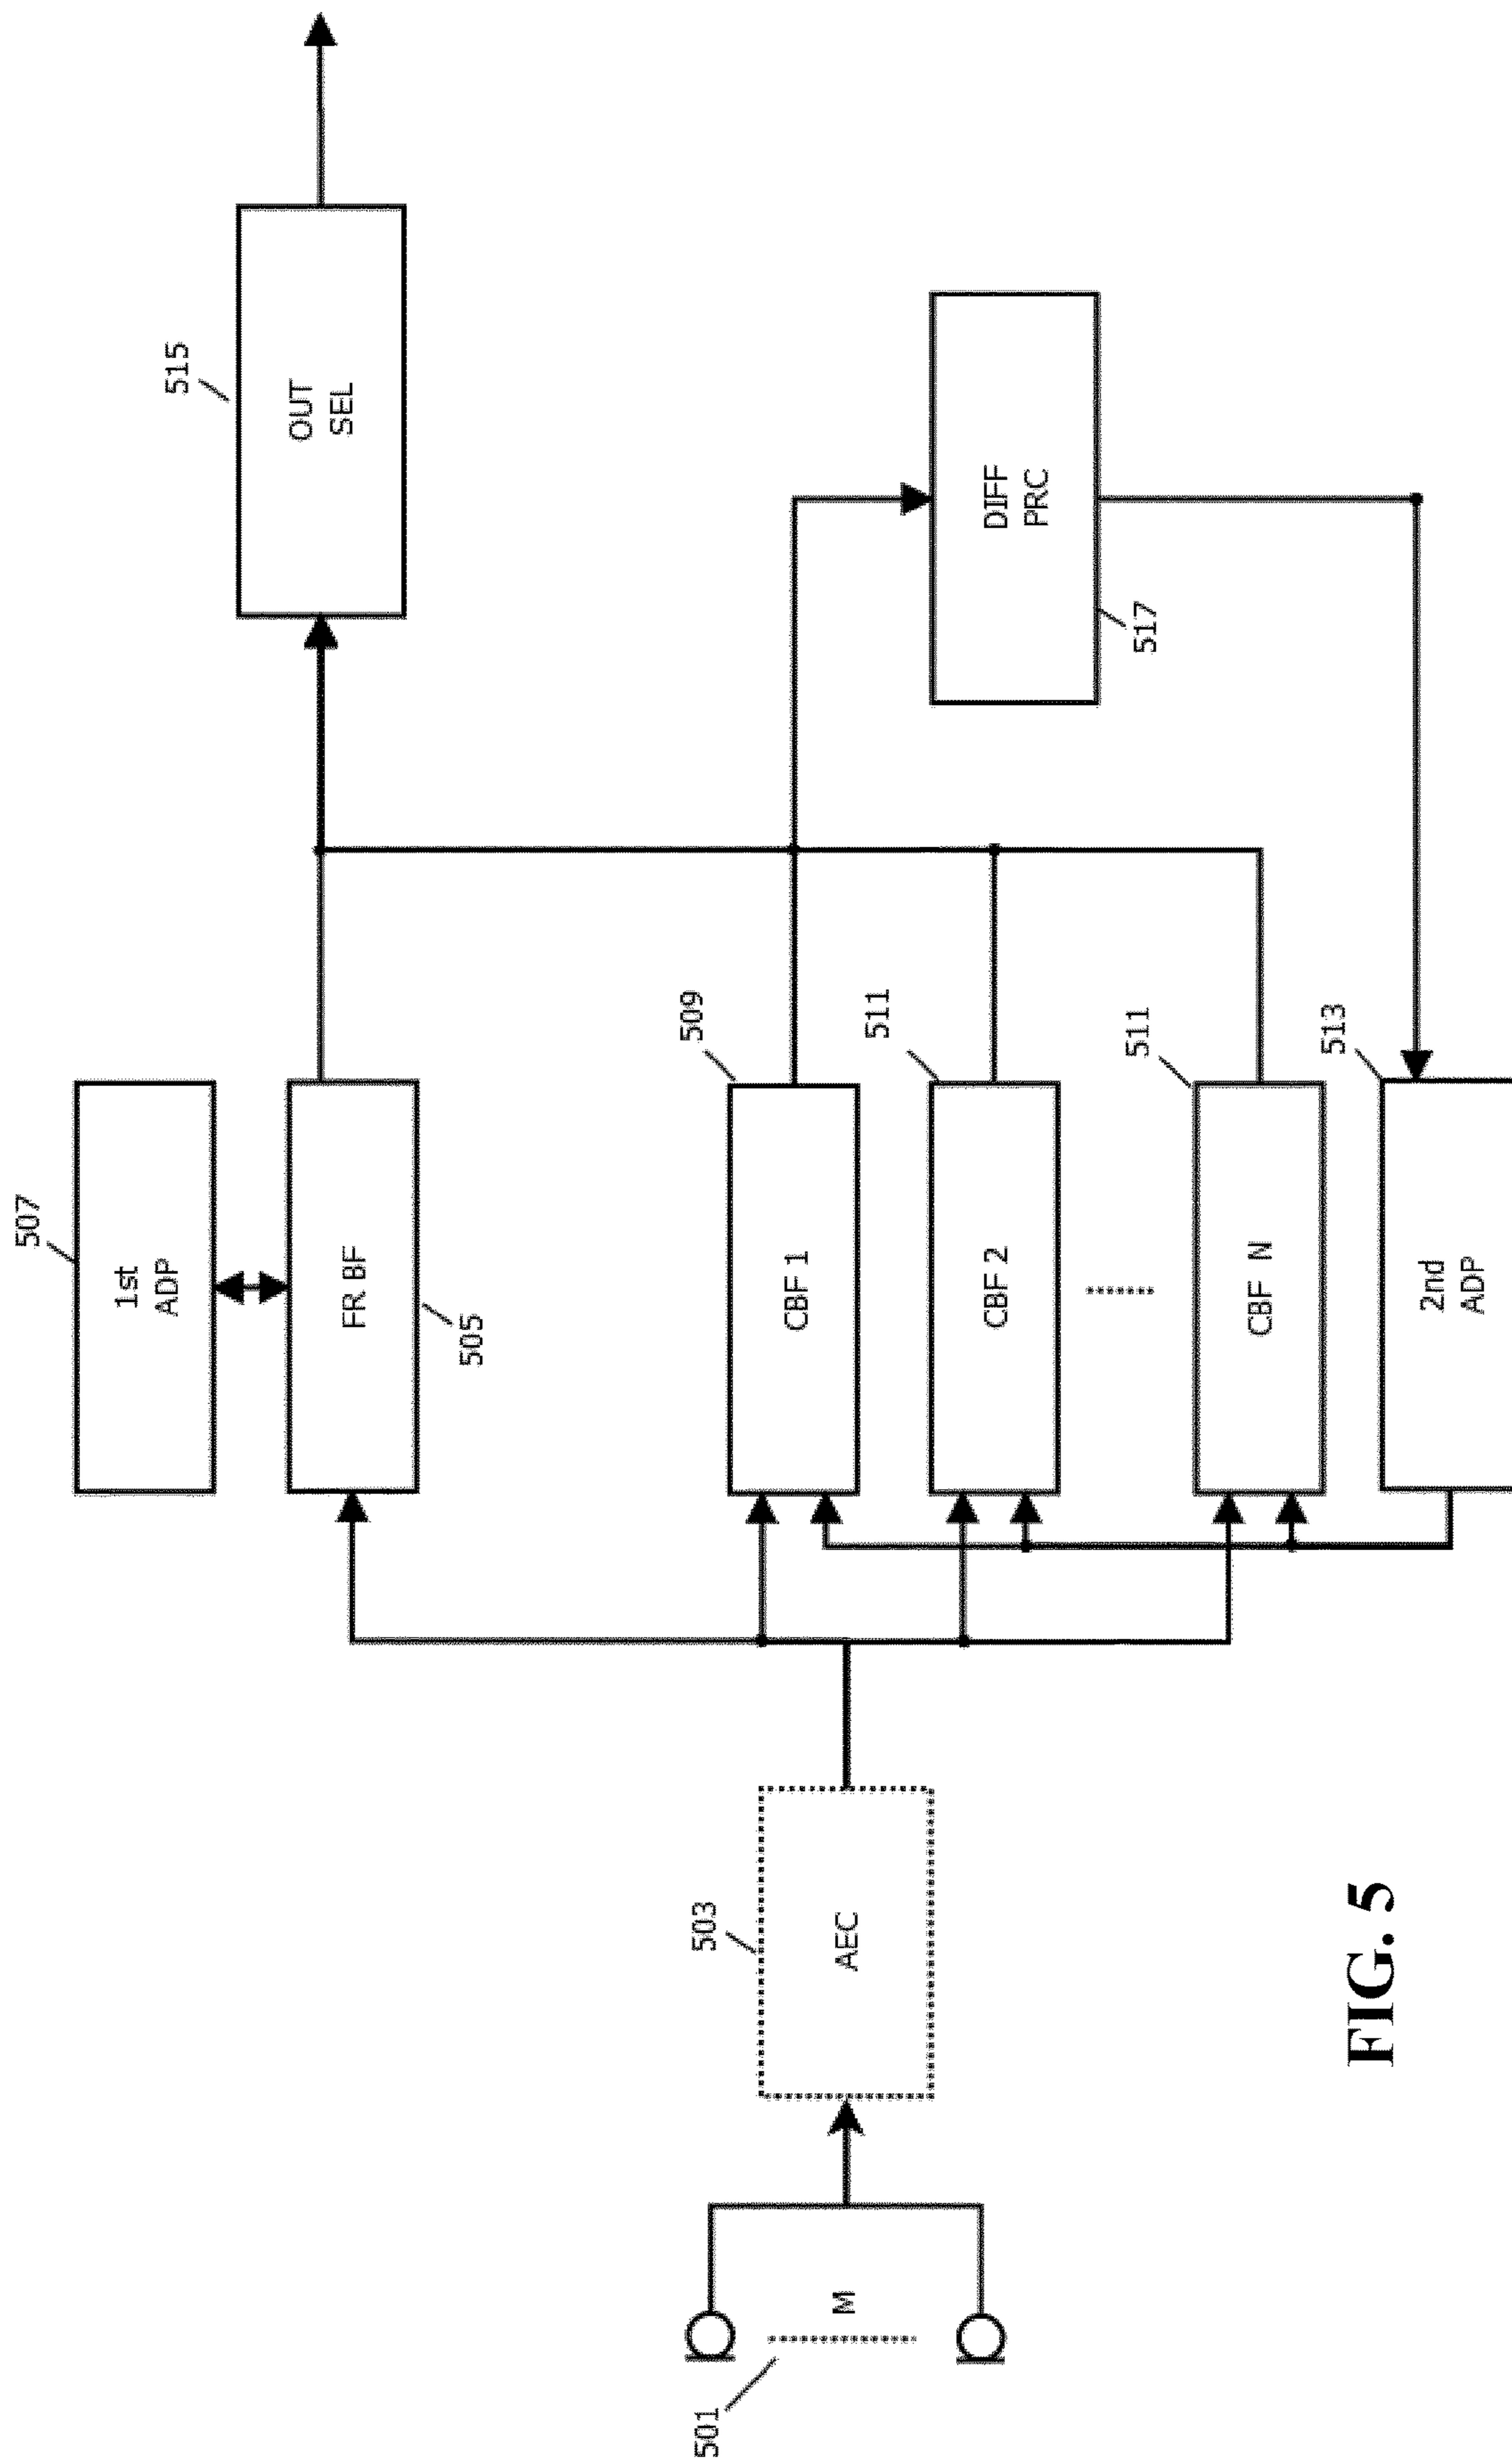 507
1st
ADP
FR BF
505
515
OUT
SEL
501
M
503
AEC
509
CBF 1
511
CBF 2
511
CBF N
513
2nd
ADP
DIFF
PRC
517
FIG. 5